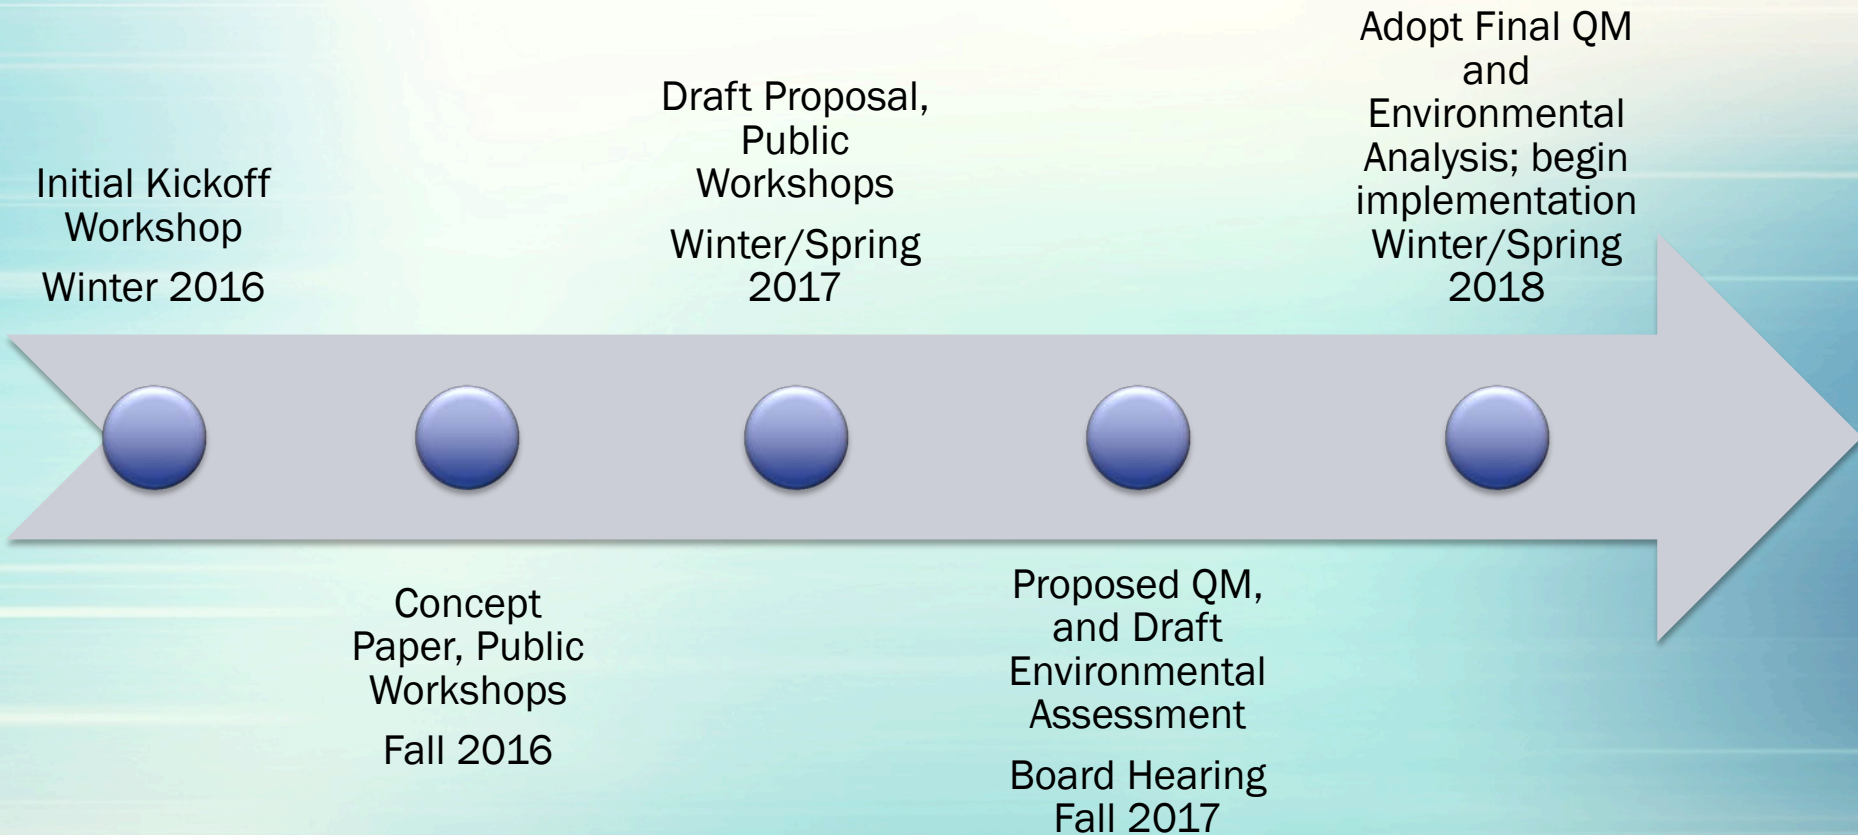 Initial Kickoff
Workshop
Winter 2016
Concept
Paper, Public
Workshops
Fall 2016
Draft Proposal,
Public
Workshops
Winter/Spring
2017
Proposed QM,
and Draft
Environmental
Assessment
Board Hearing
Fall 2017
Adopt Final QM
and
Environmental
Analysis; begin
implementation
Winter/Spring
2018